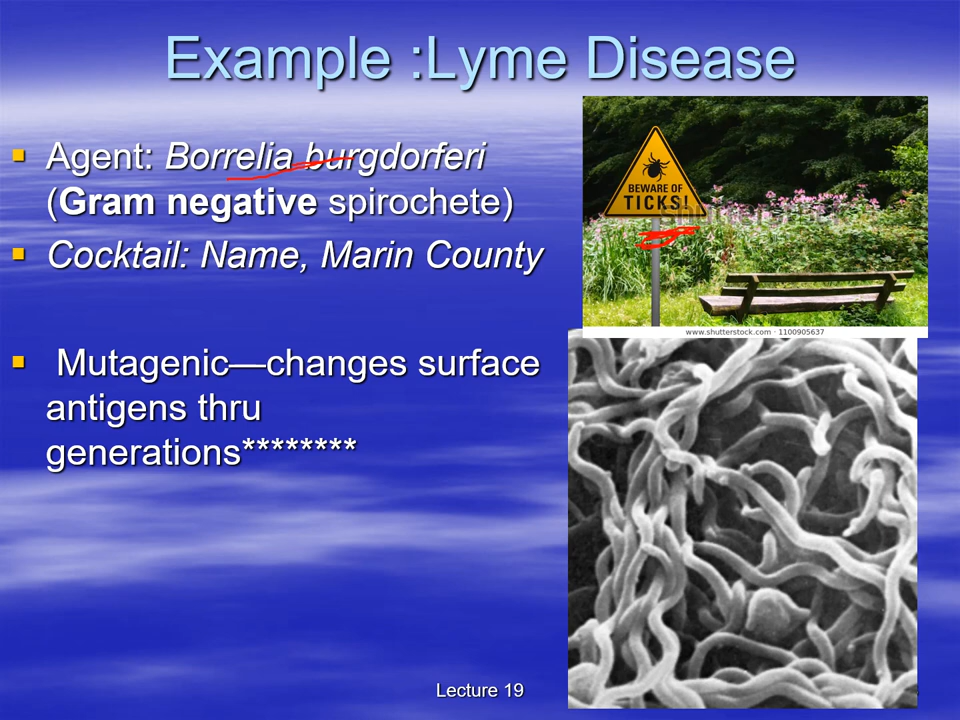 Example :Lyme Disease
Agent: Borrelia burgdorferi
(Gram negative spirochete)
Cocktail: Name, Marin County
Mutagenic—changes surface
antigens thru
generations********
BEWARE OF
TICKS!
shutterstock
www.shutterstock.com · 1100905637
Lecture 19